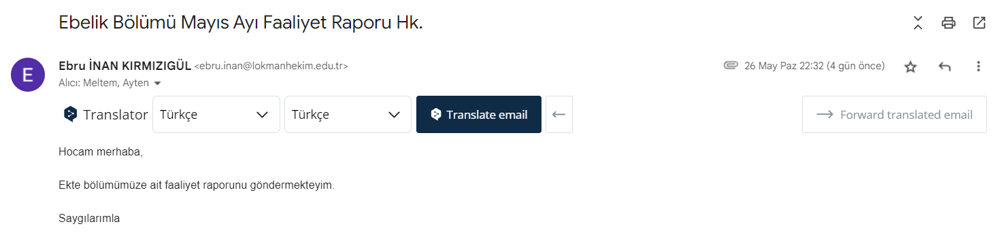 Ebelik Bölümü Mayıs Ayı Faaliyet Raporu Hk.
E
Ebru İNAN KIRMIZIGÜL <ebru.inan@lokmanhekim.edu.tr>
26 May Paz 22:32 (4 gün önce)
Alıcı: Meltem, Ayten
Translator Türkçe Türkçe Translate email Forward translated email
Hocam merhaba,
Ekte bölümümüze ait faaliyet raporunu göndermekteyim.
Saygılarımla